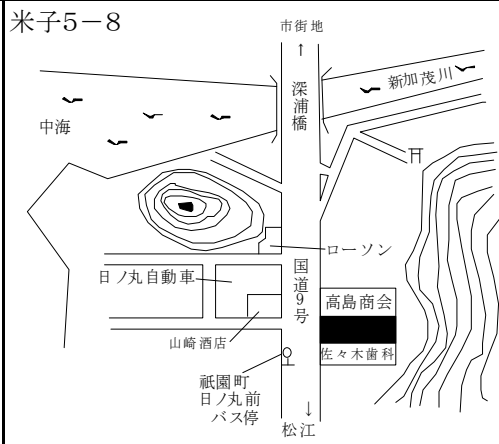 米子5－8
市街地
↑
深浦橋
新加茂川
中海
ローソン
日ノ丸自動車
国道9号
高島商会
山崎酒店
佐々木歯科
祇園町
日ノ丸前
バス停
↓
松江